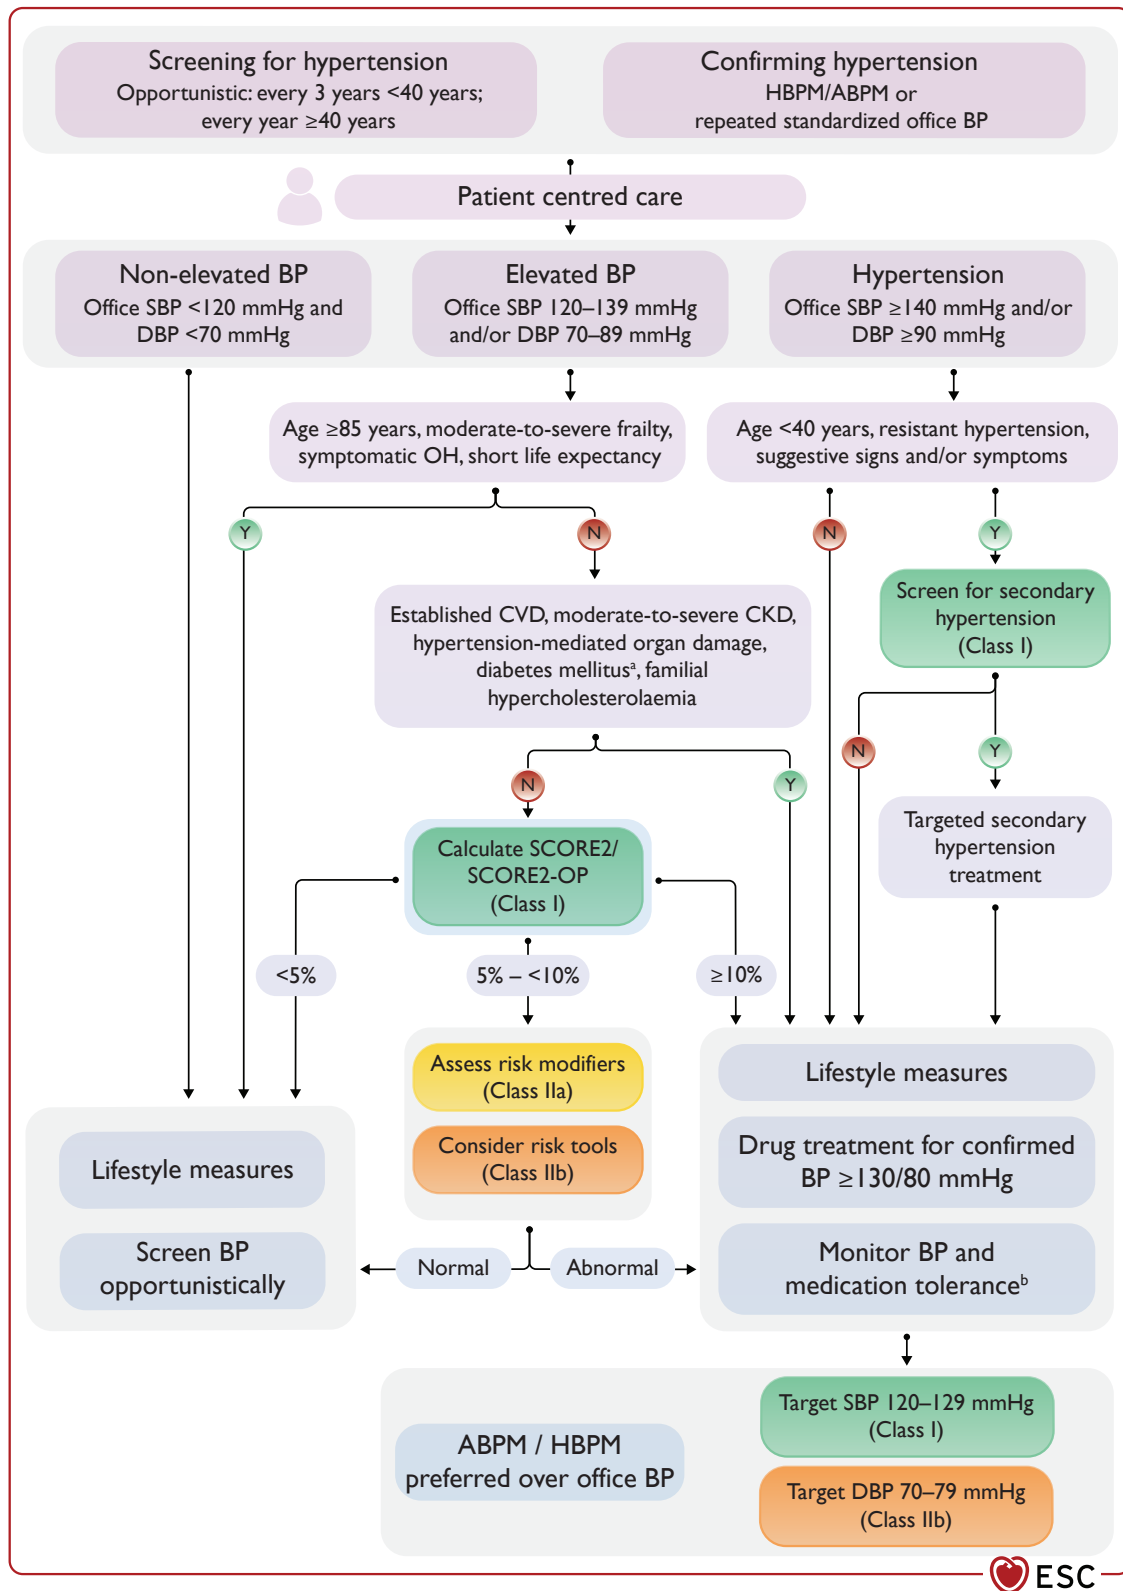 Screening for hypertension
Opportunistic: every 3 years <40 years;
every year ≥40 years
Confirming hypertension
HBPM/ABPM or
repeated standardized office BP
Patient centred care
Non-elevated BP
Office SBP <120 mmHg and
DBP <70 mmHg
Elevated BP
Office SBP 120–139 mmHg
and/or DBP 70–89 mmHg
Hypertension
Office SBP ≥140 mmHg and/or
DBP ≥90 mmHg
Age ≥85 years, moderate-to-severe frailty,
symptomatic OH, short life expectancy
Age <40 years, resistant hypertension,
suggestive signs and/or symptoms
Y
N
N
Y
Established CVD, moderate-to-severe CKD,
hypertension-mediated organ damage,
diabetes mellitusᵃ, familial
hypercholesterolaemia
Screen for secondary
hypertension
(Class I)
N
Y
N
Y
Calculate SCORE2/
SCORE2-OP
(Class I)
Targeted secondary
hypertension
treatment
<5%
5% – <10%
≥10%
Assess risk modifiers
(Class IIa)
Consider risk tools
(Class IIb)
Lifestyle measures
Drug treatment for confirmed
BP ≥130/80 mmHg
Monitor BP and
medication toleranceᵇ
Lifestyle measures
Screen BP
opportunistically
Normal
Abnormal
ABPM / HBPM
preferred over office BP
Target SBP 120–129 mmHg
(Class I)
Target DBP 70–79 mmHg
(Class IIb)
ESC